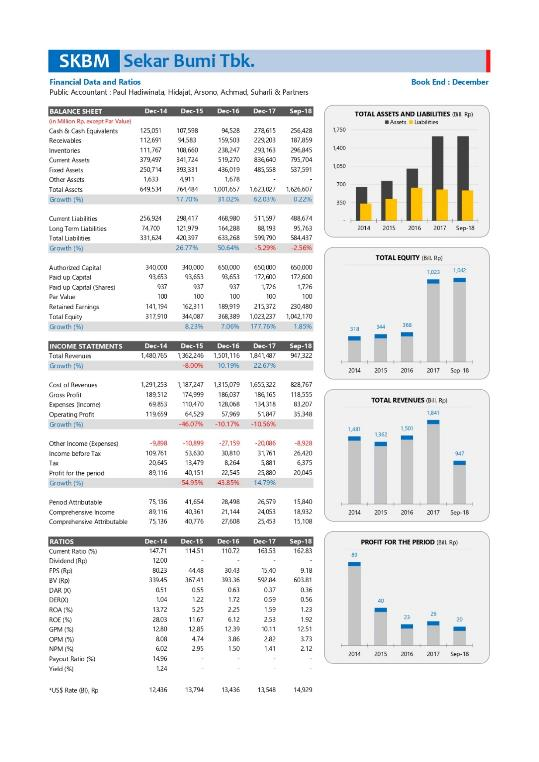 SKBM Sekar Bumi Tbk.
Financial Data and Ratios Book End : December
Public Accountant : Paul Hadiwinata, Hidajat, Arsono, Achmad, Suharli & Partners
BALANCE SHEET Dec-14 Dec-15 Dec-16 Dec-17 Sep-18
(in Million Rp, except Par Value)
Cash & Cash Equivalents 125,051 107,598 94,528 278,615 256,428
Receivables 112,691 94,583 159,503 229,203 187,859
Inventories 111,767 108,660 238,247 293,163 296,845
Current Assets 379,497 341,724 519,270 836,640 795,704
Fixed Assets 250,714 393,331 436,019 485,558 537,591
Other Assets 1,633 4,911 1,678 - -
Total Assets 649,534 764,484 1,001,657 1,623,027 1,626,607
Growth (%) 17.70% 31.02% 62.03% 0.22%
Current Liabilities 256,924 298,417 468,980 511,597 488,674
Long Term Liabilities 74,700 121,979 164,288 88,193 95,763
Total Liabilities 331,624 420,397 633,268 599,790 584,437
Growth (%) 26.77% 50.64% -5.29% -2.56%
Authorized Capital 340,000 340,000 650,000 650,000 650,000
Paid up Capital 93,653 93,653 93,653 172,600 172,600
Paid up Capital (Shares) 937 937 937 1,726 1,726
Par Value 100 100 100 100 100
Retained Earnings 141,194 162,311 189,919 215,372 230,480
Total Equity 317,910 344,087 368,389 1,023,237 1,042,170
Growth (%) 8.23% 7.06% 177.76% 1.85%
INCOME STATEMENTS Dec-14 Dec-15 Dec-16 Dec-17 Sep-18
Total Revenues 1,480,765 1,362,246 1,501,116 1,841,487 947,322
Growth (%) -8.00% 10.19% 22.67%
Cost of Revenues 1,291,253 1,187,247 1,315,079 1,655,322 828,767
Gross Profit 189,512 174,999 186,037 186,165 118,555
Expenses (Income) 69,853 110,470 128,068 134,318 83,207
Operating Profit 119,659 64,529 57,969 51,847 35,348
Growth (%) -46.07% -10.17% -10.56%
Other Income (Expenses) -9,898 -10,899 -27,159 -20,086 -8,928
Income before Tax 109,761 53,630 30,810 31,761 26,420
Tax 20,645 13,479 8,264 5,881 6,375
Profit for the period 89,116 40,151 22,545 25,880 20,045
Growth (%) -54.95% -43.85% 14.79%
Period Attributable 75,136 41,654 28,498 26,579 15,840
Comprehensive Income 89,116 40,361 21,144 24,053 18,932
Comprehensive Attributable 75,136 40,776 27,608 25,453 15,108
RATIOS Dec-14 Dec-15 Dec-16 Dec-17 Sep-18
Current Ratio (%) 147.71 114.51 110.72 163.53 162.83
Dividend (Rp) 12.00 - - - -
EPS (Rp) 80.23 44.48 30.43 15.40 9.18
BV (Rp) 339.45 367.41 393.36 592.84 603.81
DAR (X) 0.51 0.55 0.63 0.37 0.36
DER(X) 1.04 1.22 1.72 0.59 0.56
ROA (%) 13.72 5.25 2.25 1.59 1.23
ROE (%) 28.03 11.67 6.12 2.53 1.92
GPM (%) 12.80 12.85 12.39 10.11 12.51
OPM (%) 8.08 4.74 3.86 2.82 3.73
NPM (%) 6.02 2.95 1.50 1.41 2.12
Payout Ratio (%) 14.96 - - - -
Yield (%) 1.24 - - - -
*US$ Rate (BI), Rp 12,436 13,794 13,436 13,548 14,929
TOTAL ASSETS AND LIABILITIES (Bill. Rp)
Assets Liabilities
1,750
1,400
1,050
700
350
-
2014 2015 2016 2017 Sep-18
TOTAL EQUITY (Bill. Rp)
318 344 368 1,023 1,042
2014 2015 2016 2017 Sep-18
TOTAL REVENUES (Bill. Rp)
1,481 1,362 1,501 1,841 947
2014 2015 2016 2017 Sep-18
PROFIT FOR THE PERIOD (Bill. Rp)
89 40 23 26 20
2014 2015 2016 2017 Sep-18